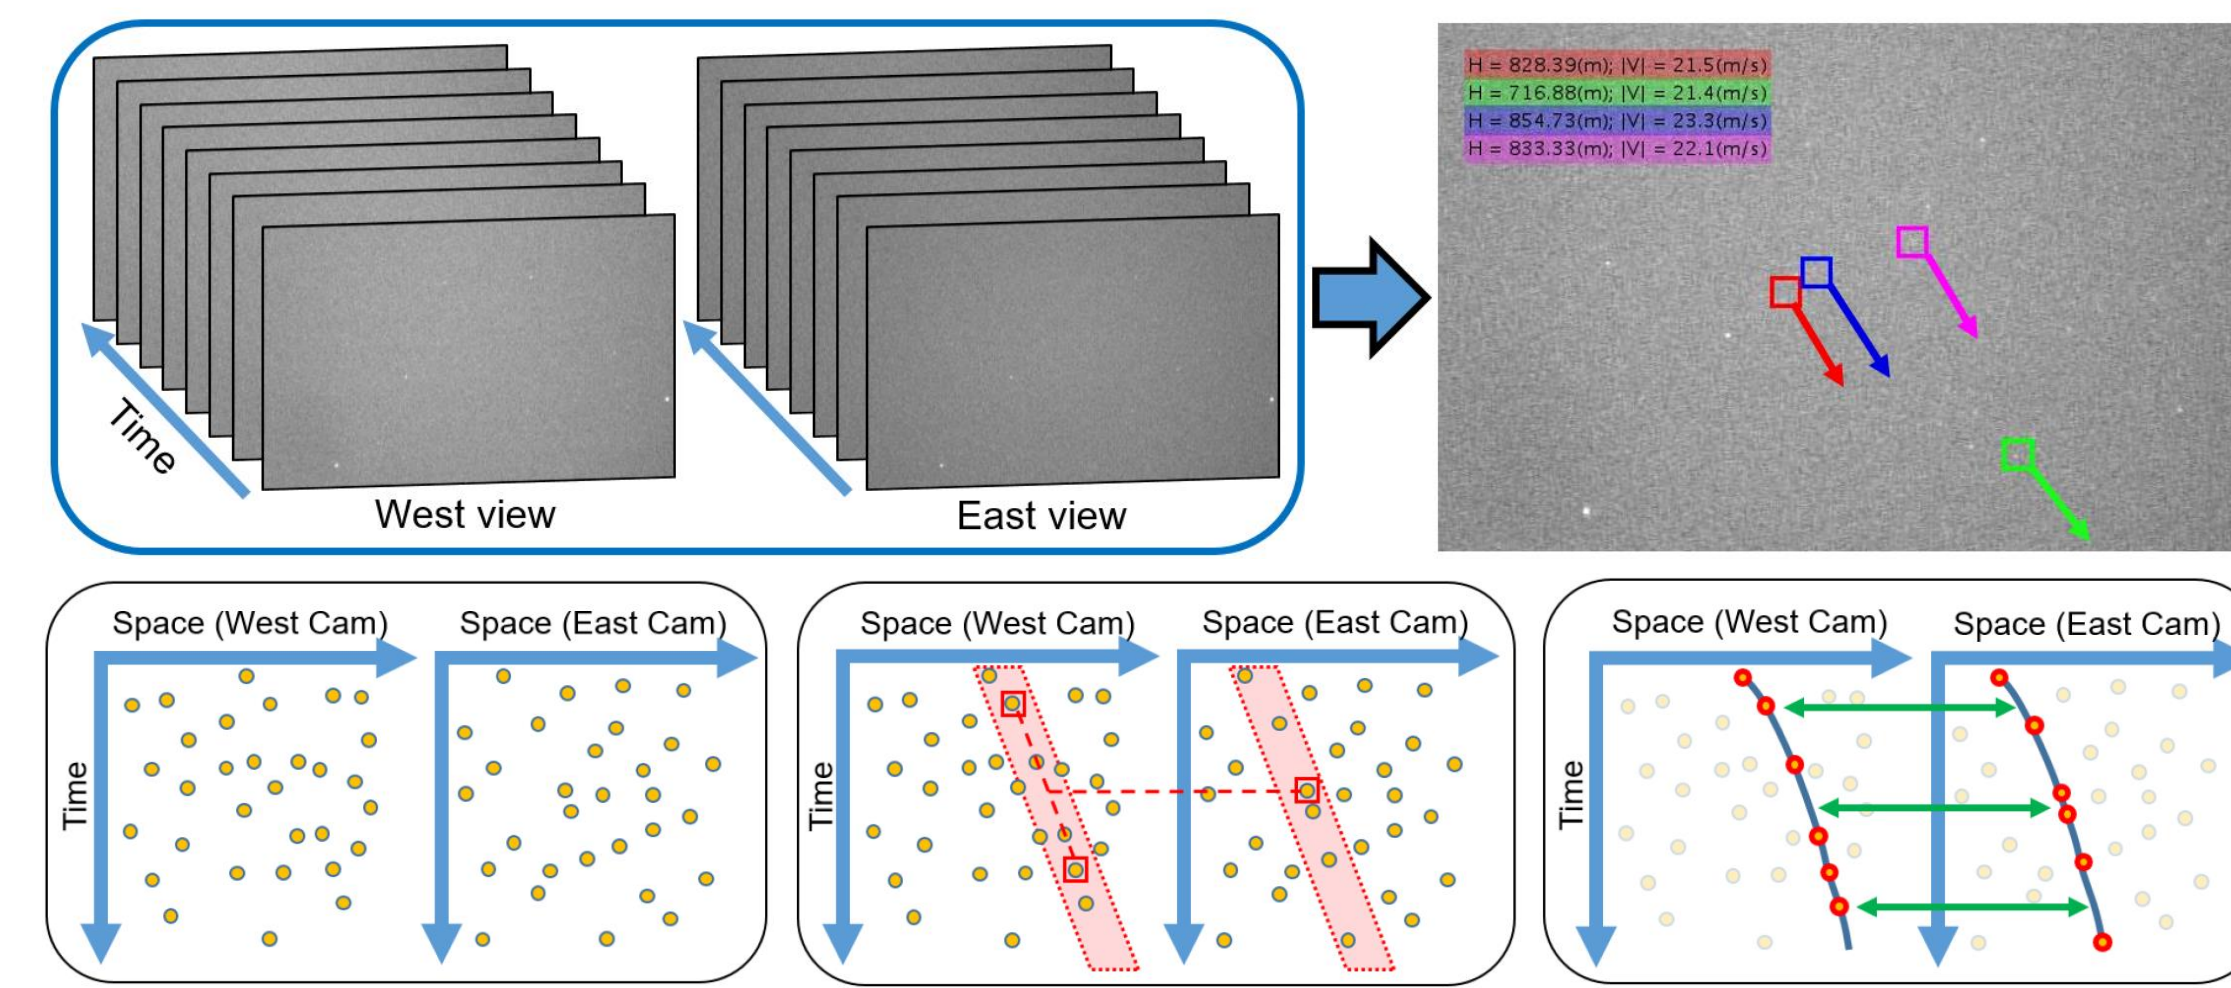 H = 828.39(m); |V| = 21.5(m/s)
H = 716.88(m); |V| = 21.4(m/s)
H = 854.73(m); |V| = 23.3(m/s)
H = 833.33(m); |V| = 22.1(m/s)
Time
West view
East view
Space (West Cam)
Space (East Cam)
Time
Space (West Cam)
Space (East Cam)
Time
Space (West Cam)
Space (East Cam)
Time